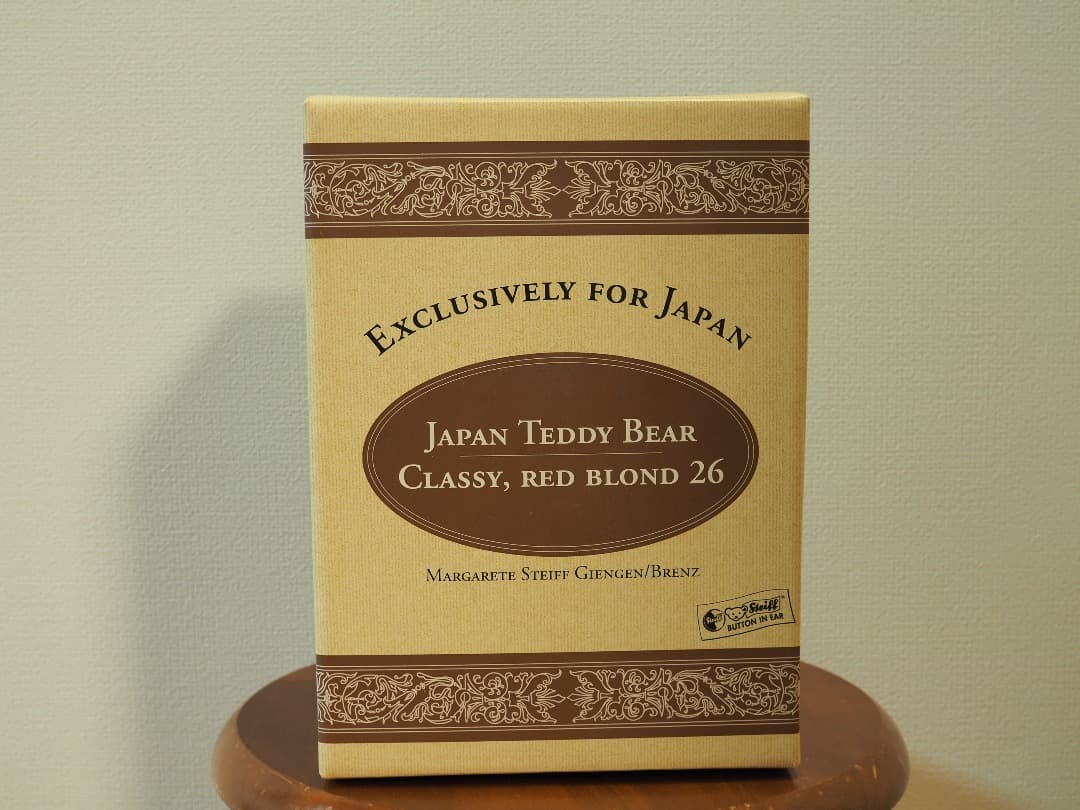 Exclusively for Japan
Japan Teddy Bear
Classy, red blond 26
Margarete Steiff Giengen/Brenz
Steiff
Steiff
BUTTON IN EAR